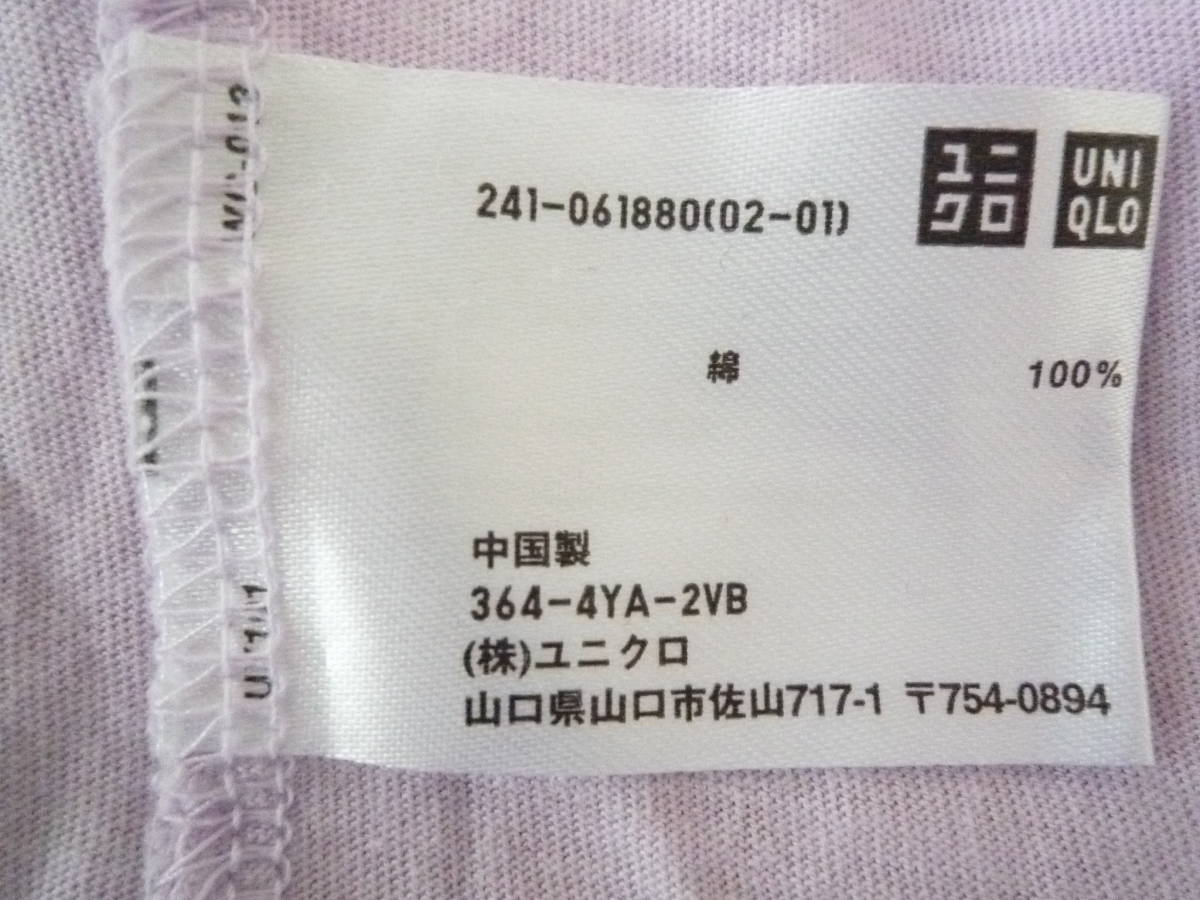 241-061880(02-01)
ユニ
クロ
UNI
QLO
綿 100%
中国製
364-4YA-2VB
(株)ユニクロ
山口県山口市佐山717-1 〒754-0894